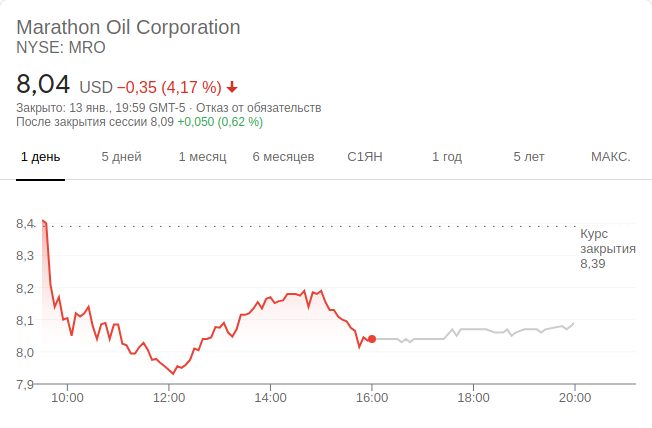 Marathon Oil Corporation
NYSE: MRO
8,04 USD −0,35 (4,17 %)
Закрыто: 13 янв., 19:59 GMT-5 · Отказ от обязательств
После закрытия сессии 8,09 +0,050 (0,62 %)
1 день 5 дней 1 месяц 6 месяцев С1ЯН 1 год 5 лет МАКС.
8,4
Курс
закрытия
8,39
8,3
8,2
8,1
8,0
7,9
10:00 12:00 14:00 16:00 18:00 20:00